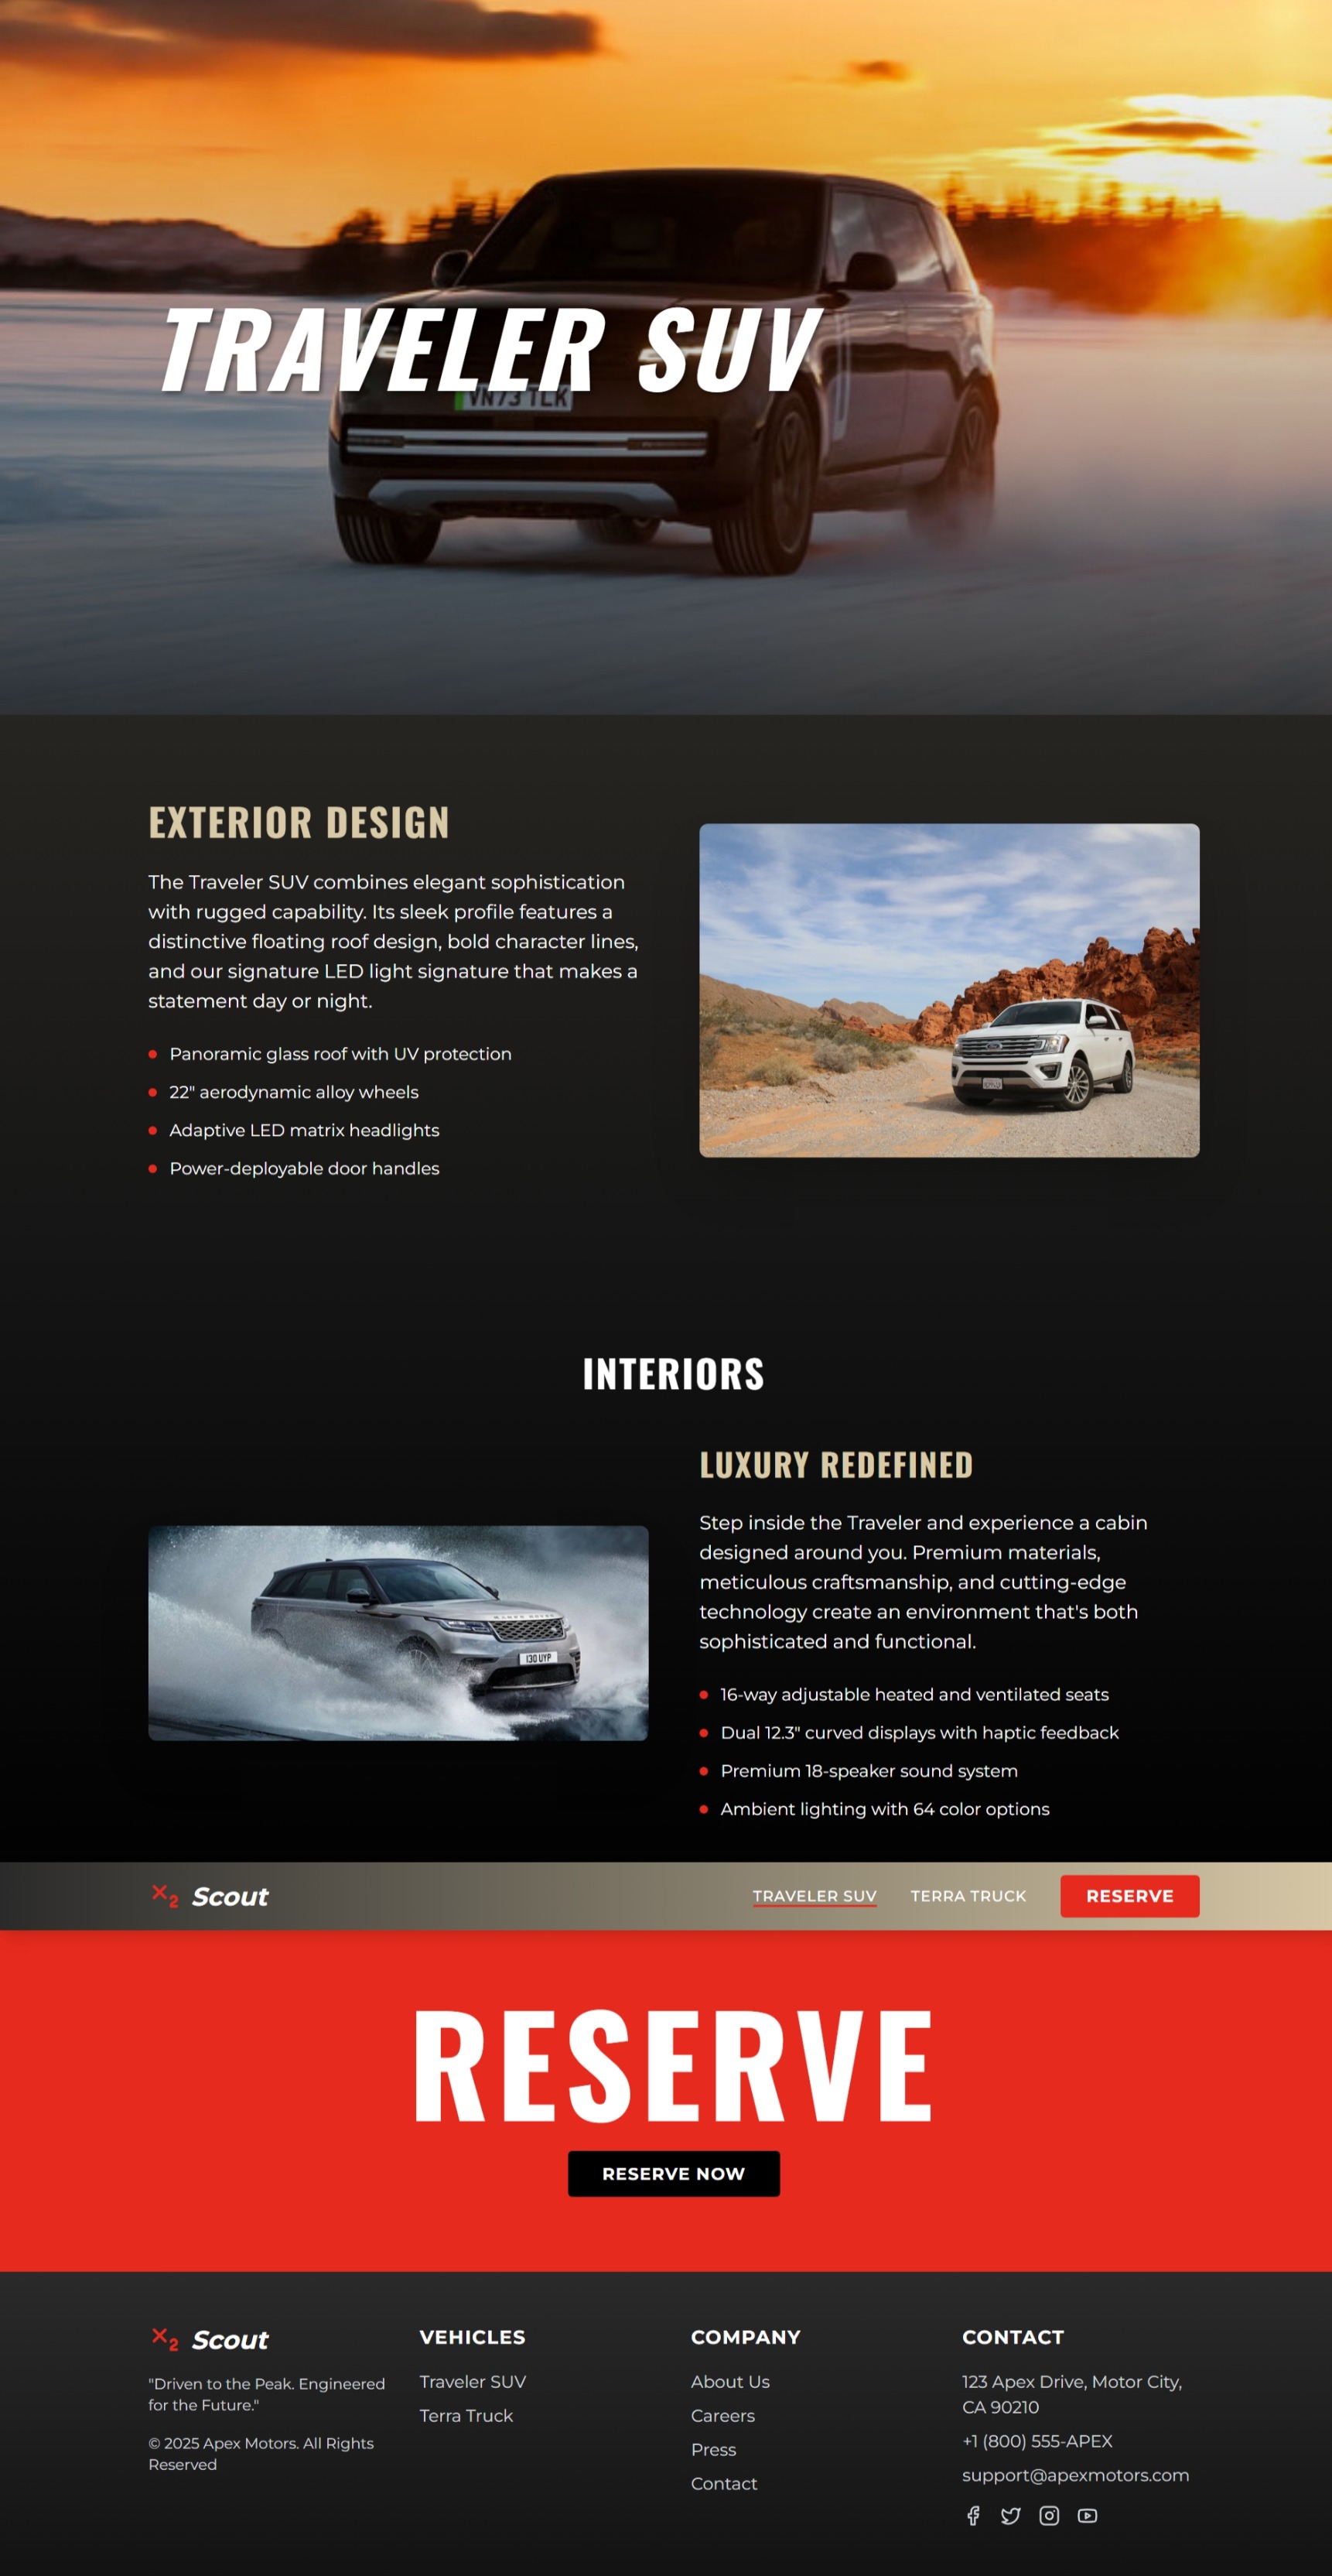 TRAVELER SUV
VN73 TLK
EXTERIOR DESIGN
The Traveler SUV combines elegant sophistication
with rugged capability. Its sleek profile features a
distinctive floating roof design, bold character lines,
and our signature LED light signature that makes a
statement day or night.
Panoramic glass roof with UV protection
22" aerodynamic alloy wheels
Adaptive LED matrix headlights
Power-deployable door handles
INTERIORS
LUXURY REDEFINED
Step inside the Traveler and experience a cabin
designed around you. Premium materials,
meticulous craftsmanship, and cutting-edge
technology create an environment that's both
sophisticated and functional.
16-way adjustable heated and ventilated seats
Dual 12.3" curved displays with haptic feedback
Premium 18-speaker sound system
Ambient lighting with 64 color options
RANGE ROVER
130 UYP
X2 Scout
TRAVELER SUV
TERRA TRUCK
RESERVE
RESERVE
RESERVE NOW
X2 Scout
"Driven to the Peak. Engineered
for the Future."
© 2025 Apex Motors. All Rights
Reserved
VEHICLES
Traveler SUV
Terra Truck
COMPANY
About Us
Careers
Press
Contact
CONTACT
123 Apex Drive, Motor City,
CA 90210
+1 (800) 555-APEX
support@apexmotors.com